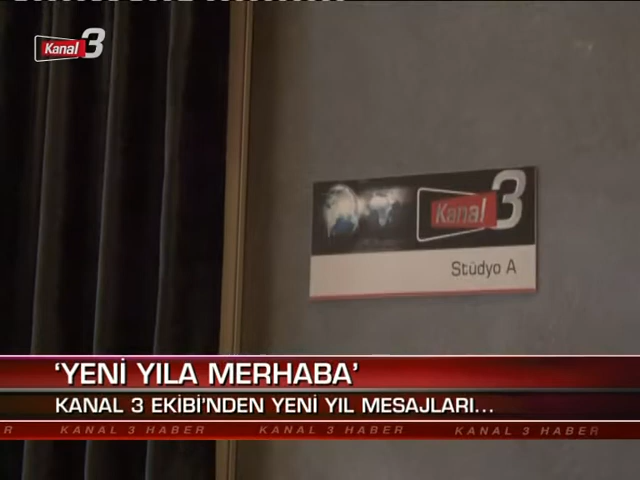 Kanal 3
Kanal 3
Stüdyo A
'YENİ YILA MERHABA'
KANAL 3 EKİBİ'NDEN YENİ YIL MESAJLARI...
KANAL 3 HABER KANAL 3 HABER KANAL 3 HABER